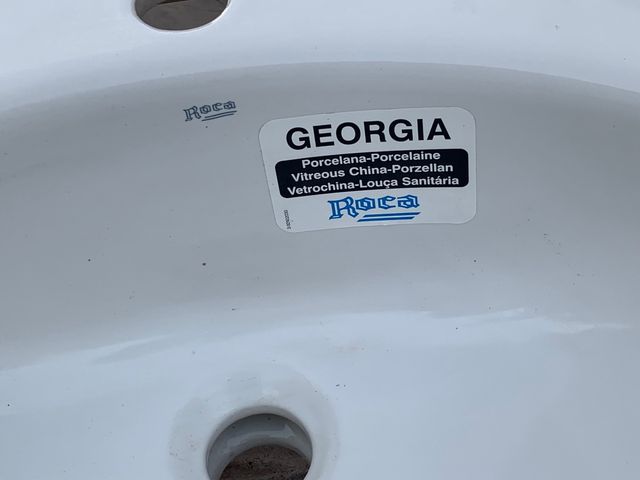 Roca
GEORGIA
Porcelana-Porcelaine
Vitreous China-Porzellan
Vetrochina-Louça Sanitária
Roca